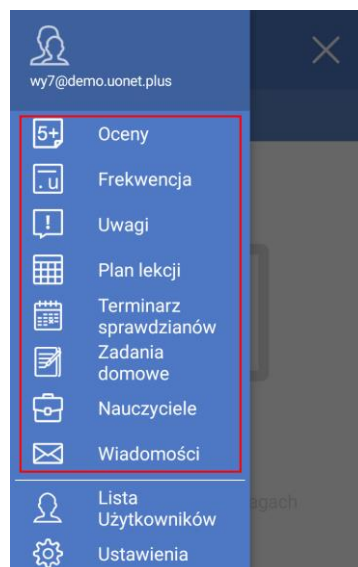 wy7@demo.uonet.plus
5+
Oceny
.u
Frekwencja
!
Uwagi
Plan lekcji
Terminarz
sprawdzianów
Zadania
domowe
Nauczyciele
Wiadomości
agach
Lista
Użytkowników
Ustawienia